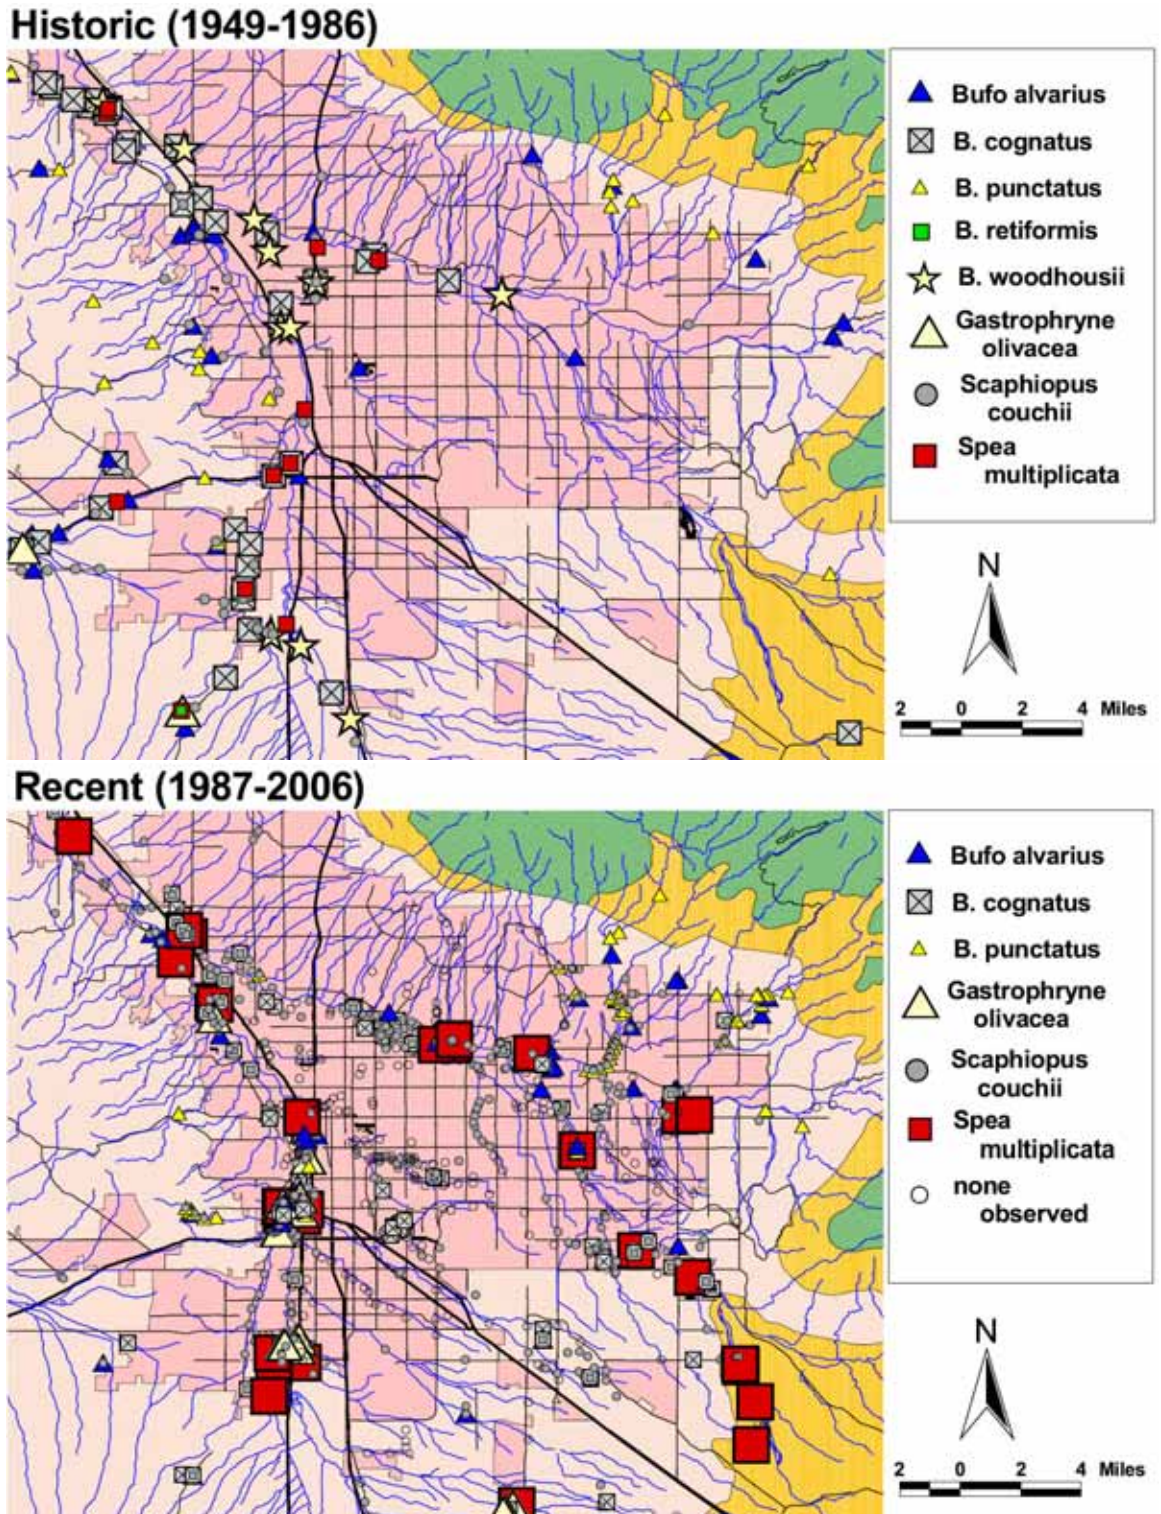 Historic (1949-1986)
Bufo alvarius
B. cognatus
B. punctatus
B. retiformis
B. woodhousii
Gastrophryne
olivacea
Scaphiopus
couchii
Spea
multiplicata
N
2 0 2 4 Miles
Recent (1987-2006)
Bufo alvarius
B. cognatus
B. punctatus
Gastrophryne
olivacea
Scaphiopus
couchii
Spea
multiplicata
none
observed
N
2 0 2 4 Miles